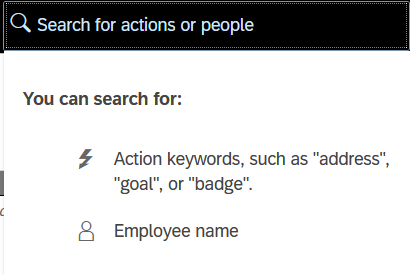 Search for actions or people
You can search for:
Action keywords, such as "address",
"goal", or "badge".
Employee name